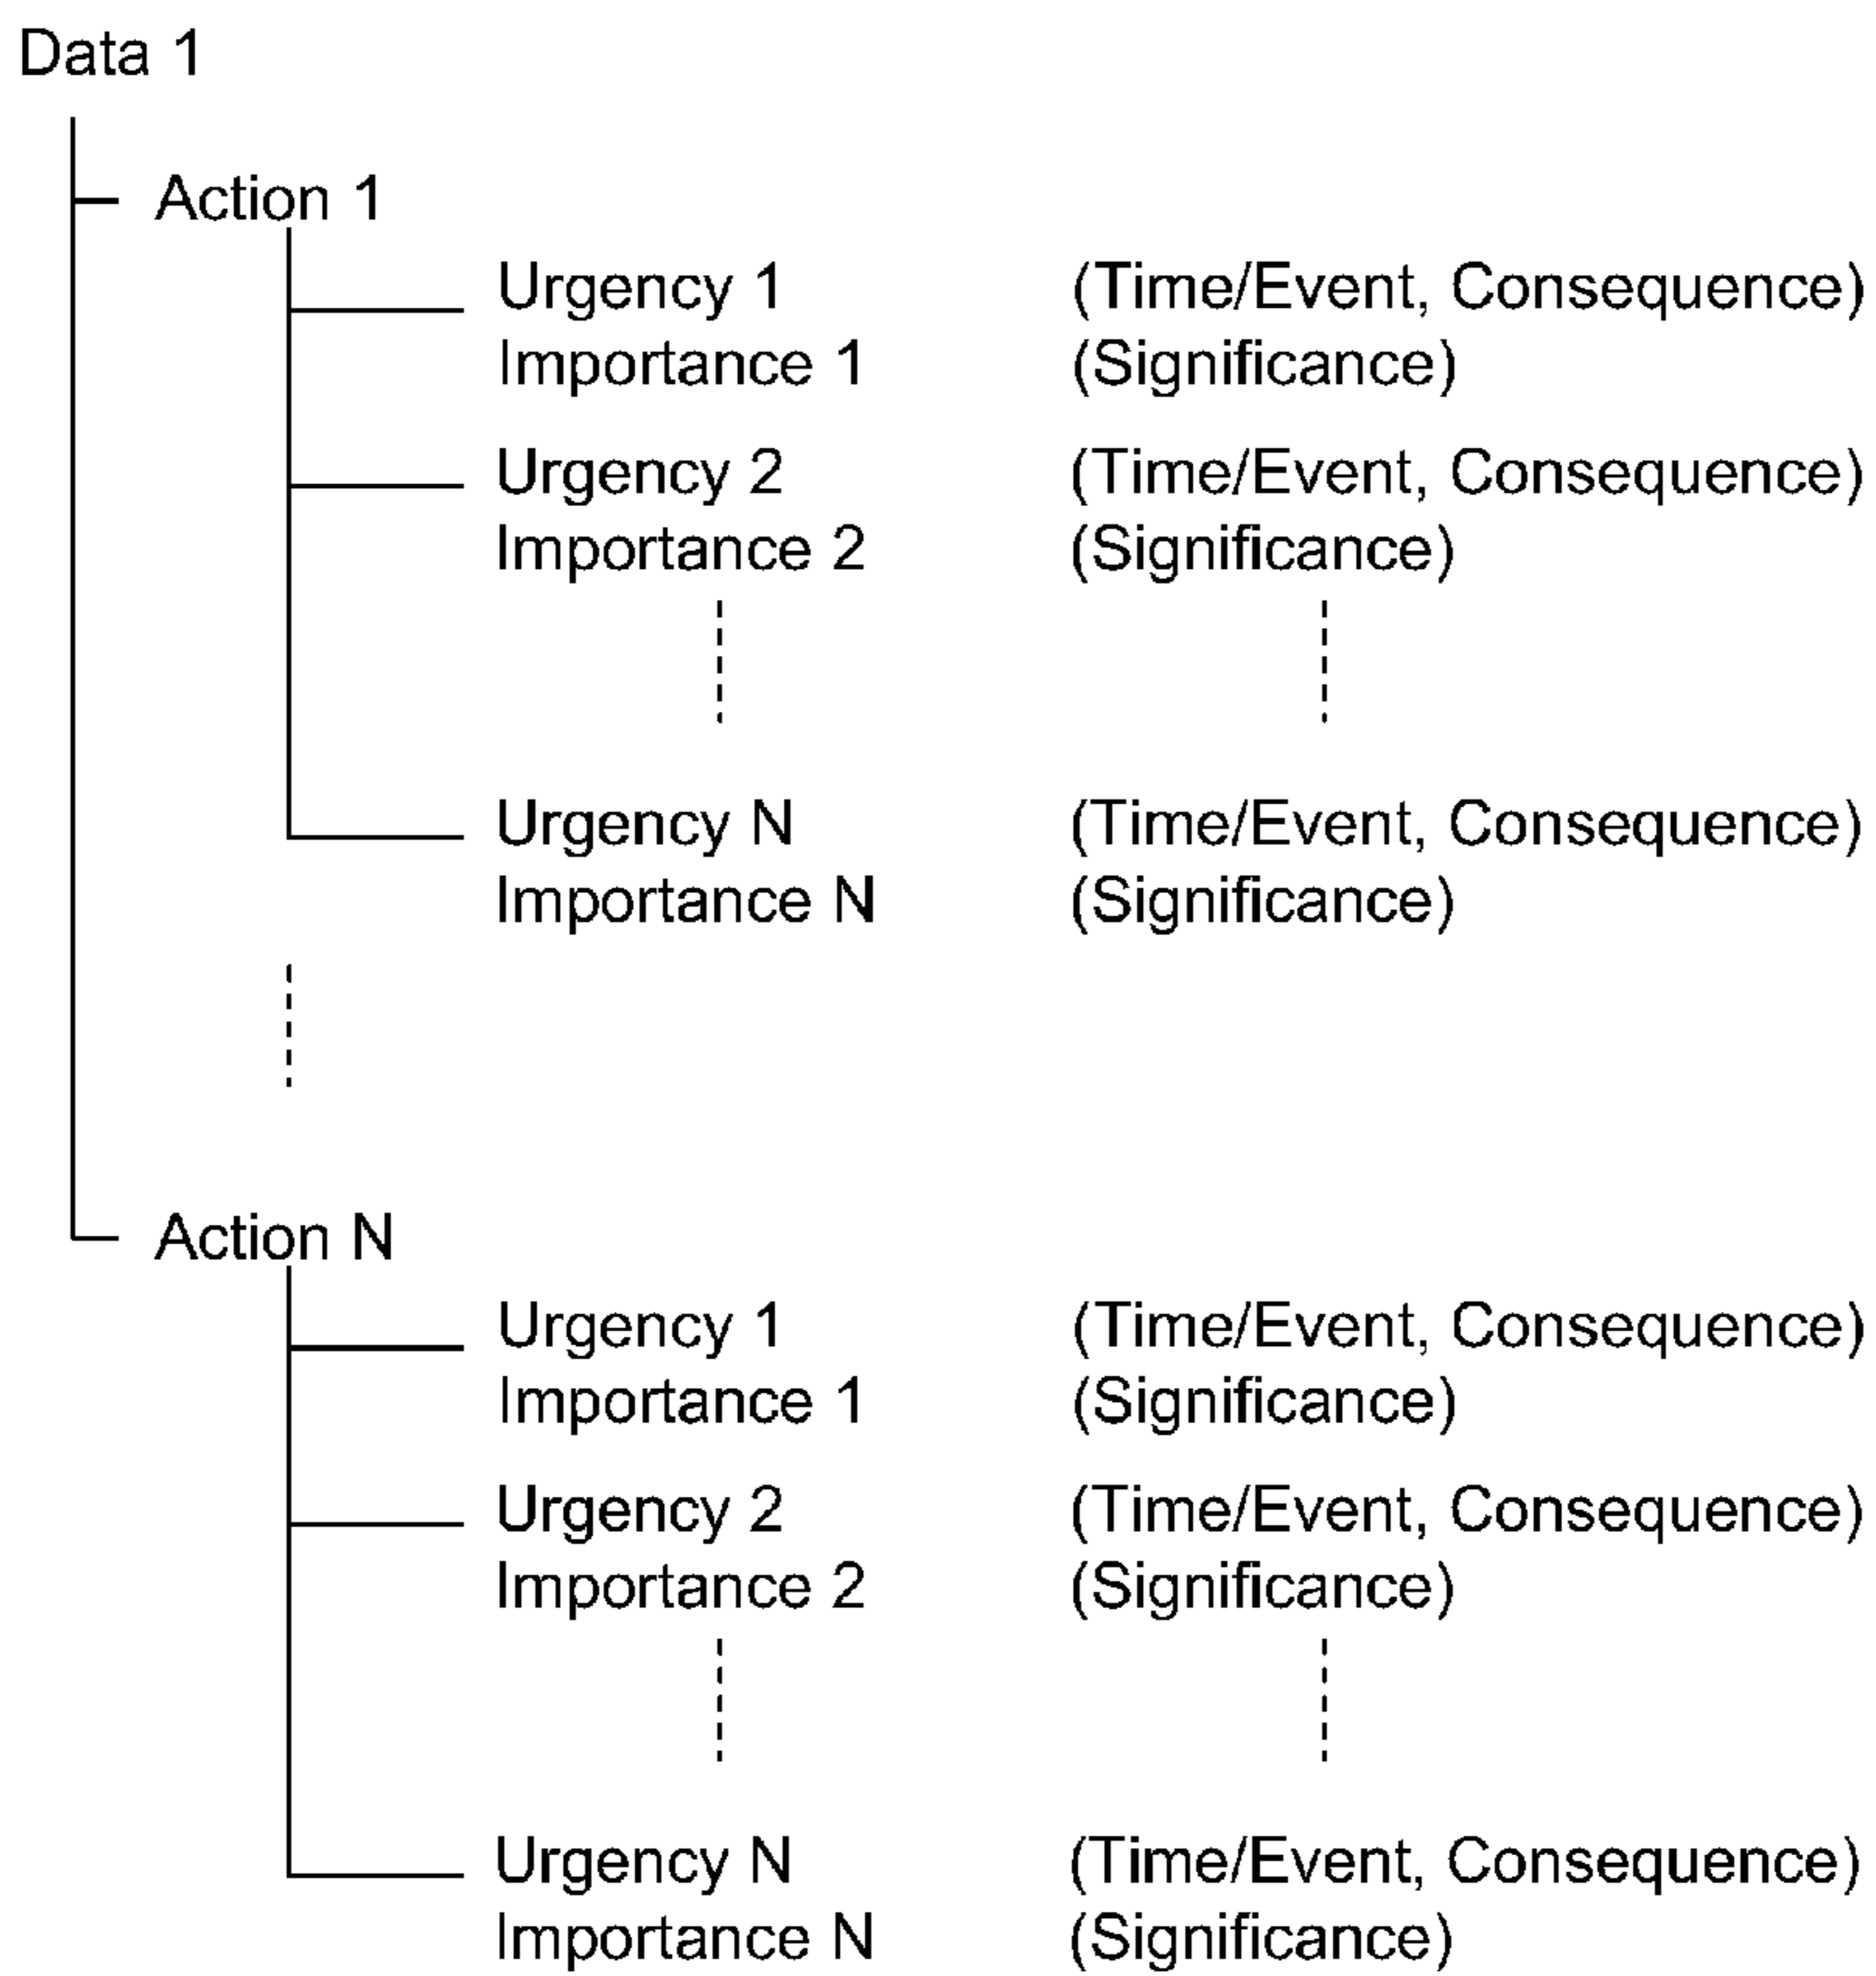 Data 1
Action 1
Urgency 1 (Time/Event, Consequence)
Importance 1 (Significance)
Urgency 2 (Time/Event, Consequence)
Importance 2 (Significance)
Urgency N (Time/Event, Consequence)
Importance N (Significance)
Action N
Urgency 1 (Time/Event, Consequence)
Importance 1 (Significance)
Urgency 2 (Time/Event, Consequence)
Importance 2 (Significance)
Urgency N (Time/Event, Consequence)
Importance N (Significance)